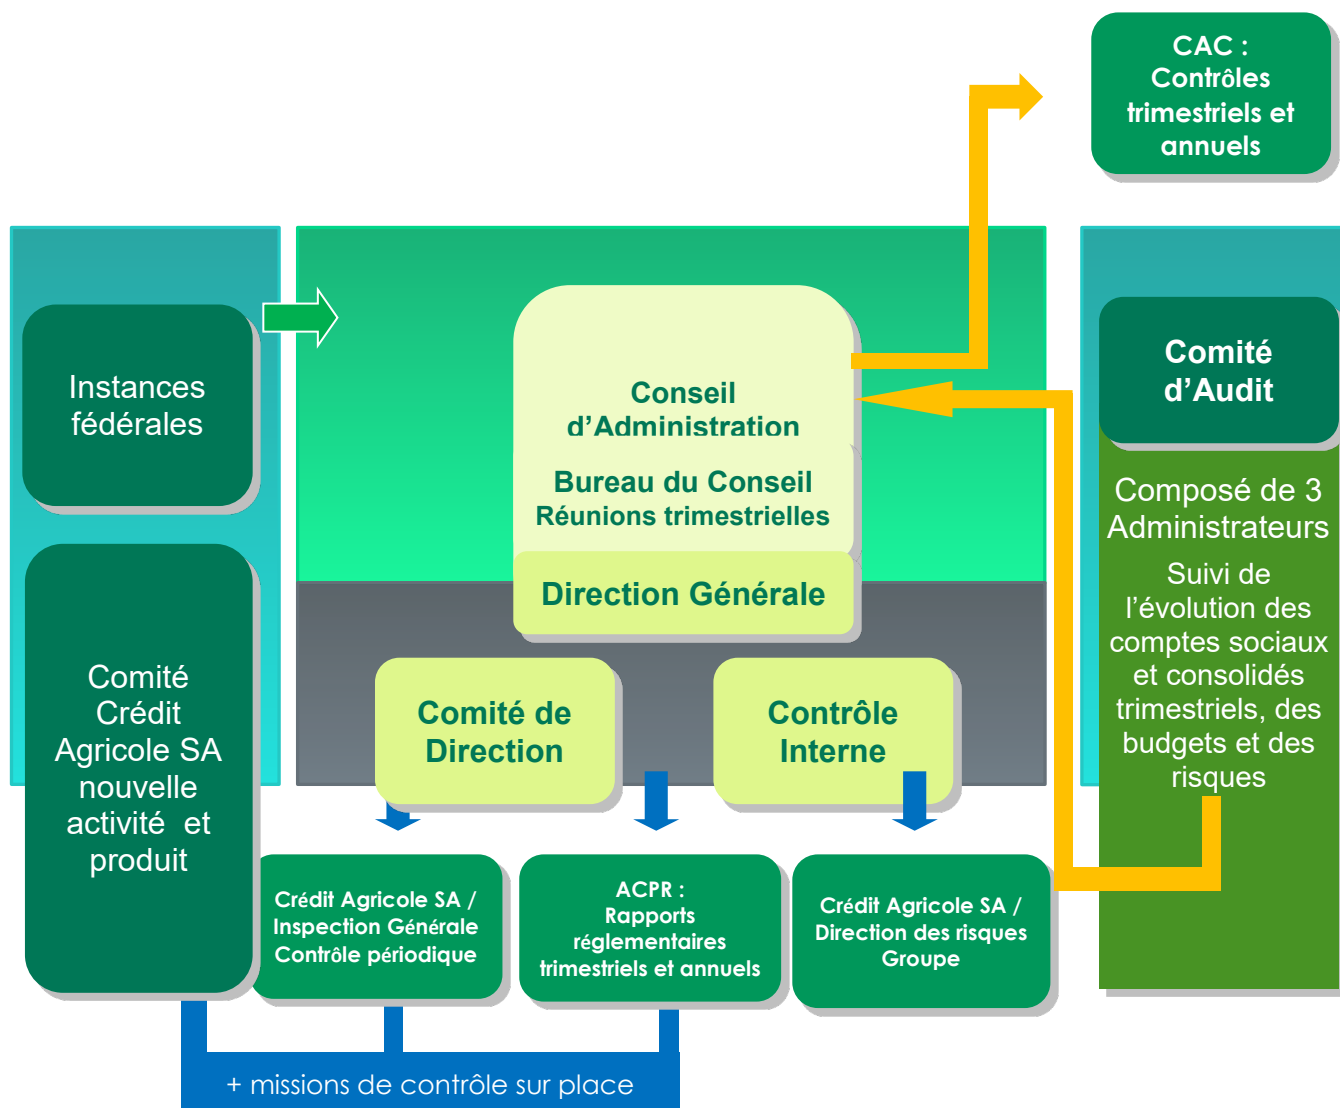 CAC :
Contrôles
trimestriels et
annuels
Instances
fédérales
Conseil
d’Administration
Bureau du Conseil
Réunions trimestrielles
Direction Générale
Comité
d’Audit
Composé de 3
Administrateurs
Suivi de
l’évolution des
comptes sociaux
et consolidés
trimestriels, des
budgets et des
risques
Comité
Crédit
Agricole SA
nouvelle
activité et
produit
Comité de
Direction
Contrôle
Interne
Crédit Agricole SA /
Inspection Générale
Contrôle périodique
ACPR :
Rapports
réglementaires
trimestriels et annuels
Crédit Agricole SA /
Direction des risques
Groupe
+ missions de contrôle sur place